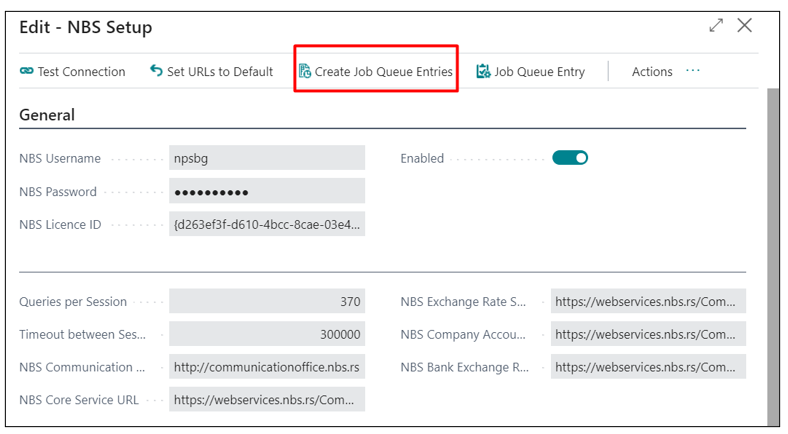 Edit - NBS Setup
Test Connection Set URLs to Default Create Job Queue Entries Job Queue Entry Actions ...
General
NBS Username npsbg Enabled
NBS Password ●●●●●●●●●●
NBS Licence ID {d263ef3f-d610-4bcc-8cae-03e4...
Queries per Session 370 NBS Exchange Rate S... https://webservices.nbs.rs/Com...
Timeout between Ses... 300000 NBS Company Accou... https://webservices.nbs.rs/Com...
NBS Communication ... http://communicationoffice.nbs.rs NBS Bank Exchange R... https://webservices.nbs.rs/Com...
NBS Core Service URL https://webservices.nbs.rs/Com...